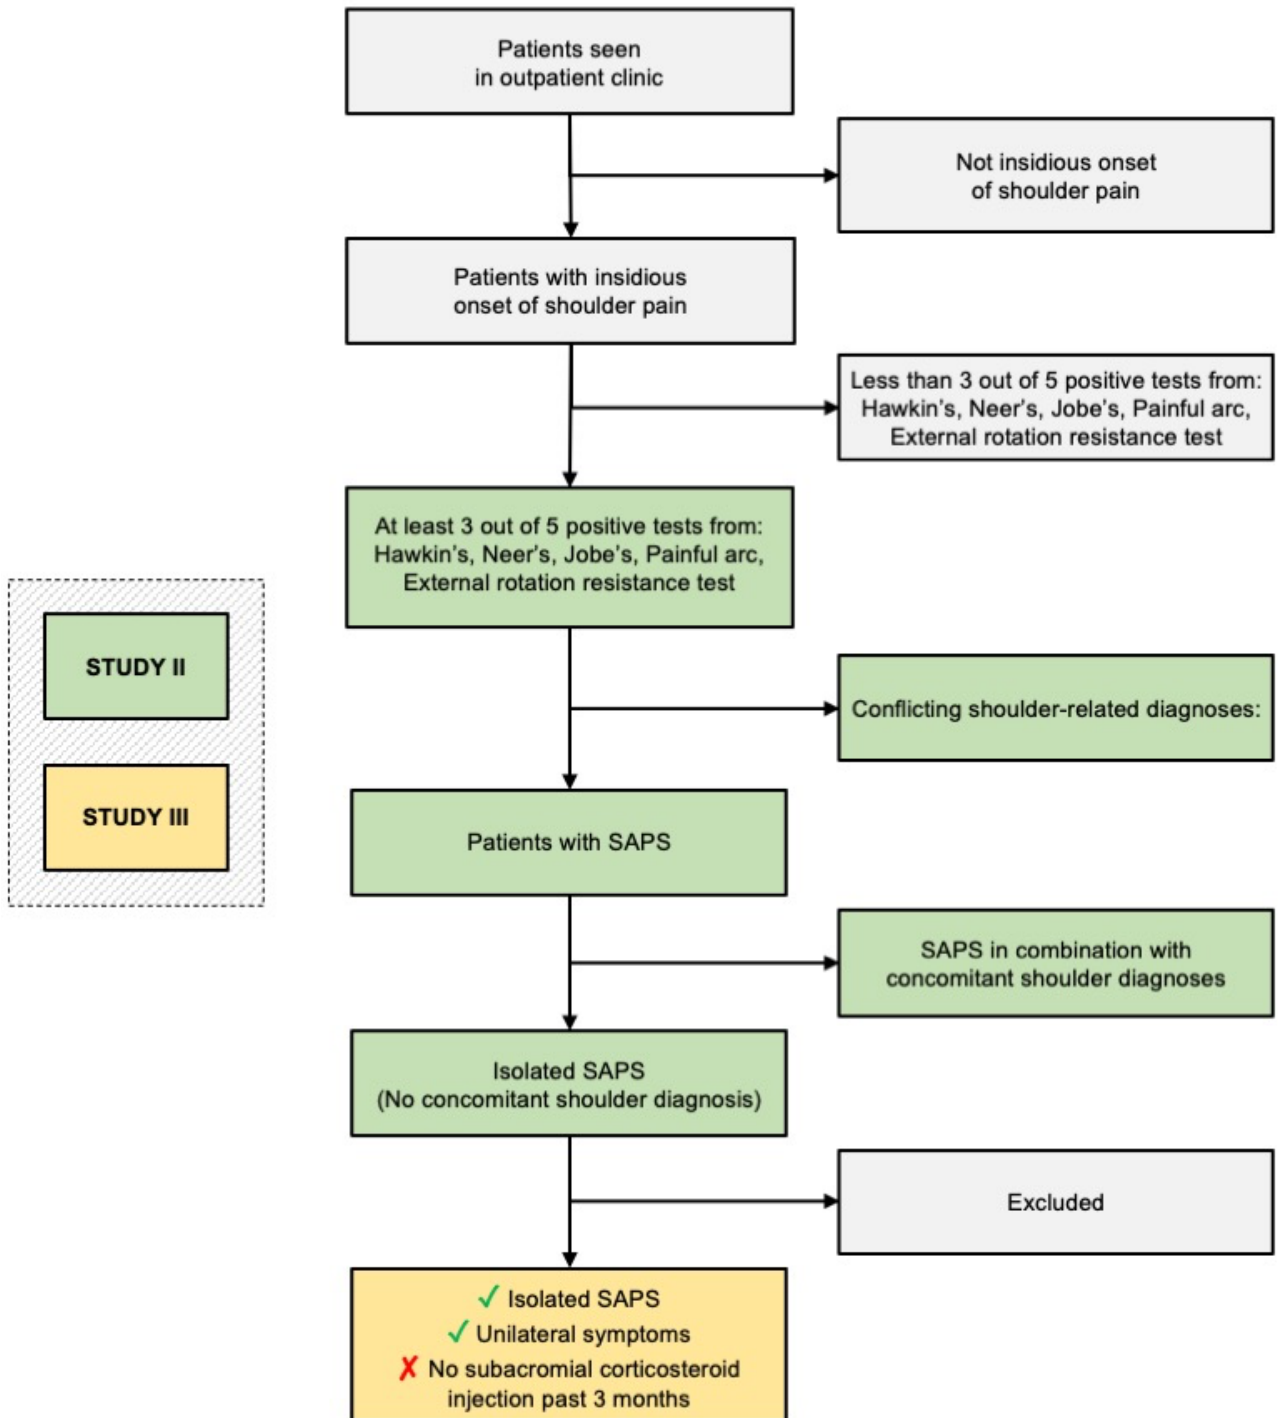 Patients seen
in outpatient clinic
Not insidious onset
of shoulder pain
Patients with insidious
onset of shoulder pain
Less than 3 out of 5 positive tests from:
Hawkin's, Neer's, Jobe's, Painful arc,
External rotation resistance test
At least 3 out of 5 positive tests from:
Hawkin's, Neer's, Jobe's, Painful arc,
External rotation resistance test
STUDY II
Conflicting shoulder-related diagnoses:
STUDY III
Patients with SAPS
SAPS in combination with
concomitant shoulder diagnoses
Isolated SAPS
(No concomitant shoulder diagnosis)
Excluded
✓ Isolated SAPS
✓ Unilateral symptoms
✗ No subacromial corticosteroid
injection past 3 months